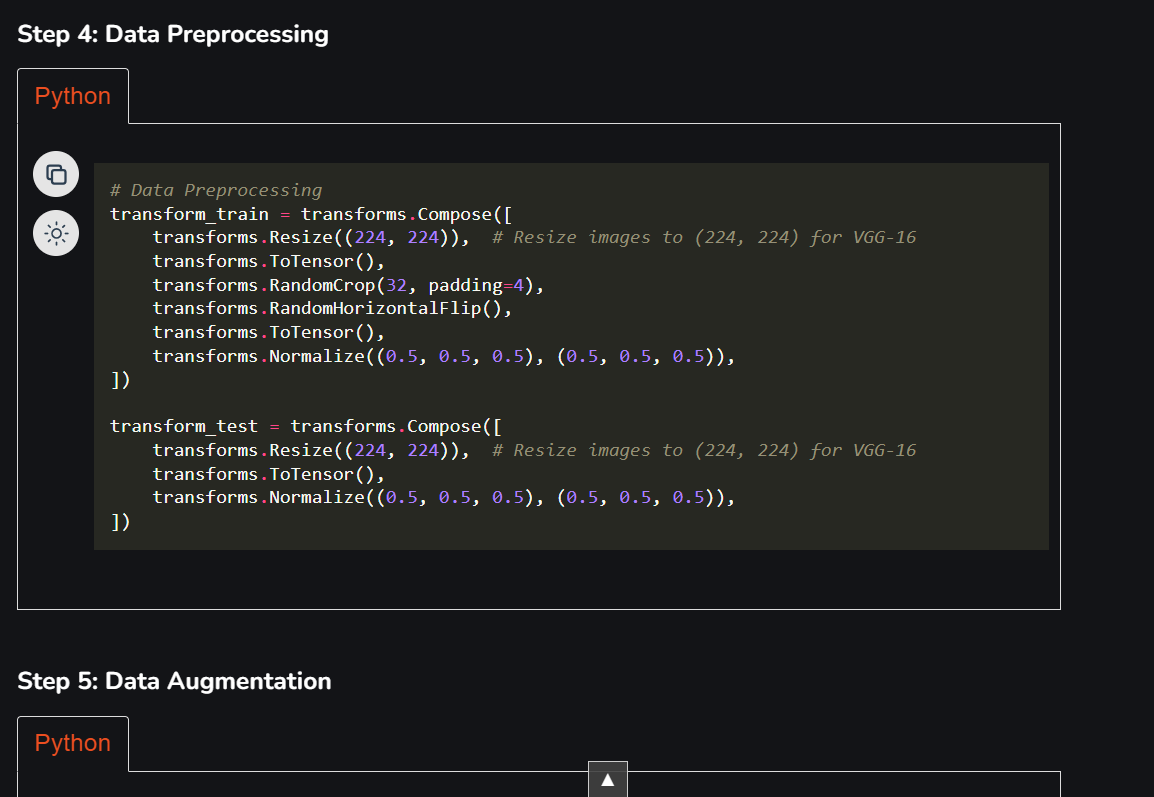 Step 4: Data Preprocessing
Python
# Data Preprocessing
transform_train = transforms.Compose([
    transforms.Resize((224, 224)),  # Resize images to (224, 224) for VGG-16
    transforms.ToTensor(),
    transforms.RandomCrop(32, padding=4),
    transforms.RandomHorizontalFlip(),
    transforms.ToTensor(),
    transforms.Normalize((0.5, 0.5, 0.5), (0.5, 0.5, 0.5)),
])

transform_test = transforms.Compose([
    transforms.Resize((224, 224)),  # Resize images to (224, 224) for VGG-16
    transforms.ToTensor(),
    transforms.Normalize((0.5, 0.5, 0.5), (0.5, 0.5, 0.5)),
])
Step 5: Data Augmentation
Python